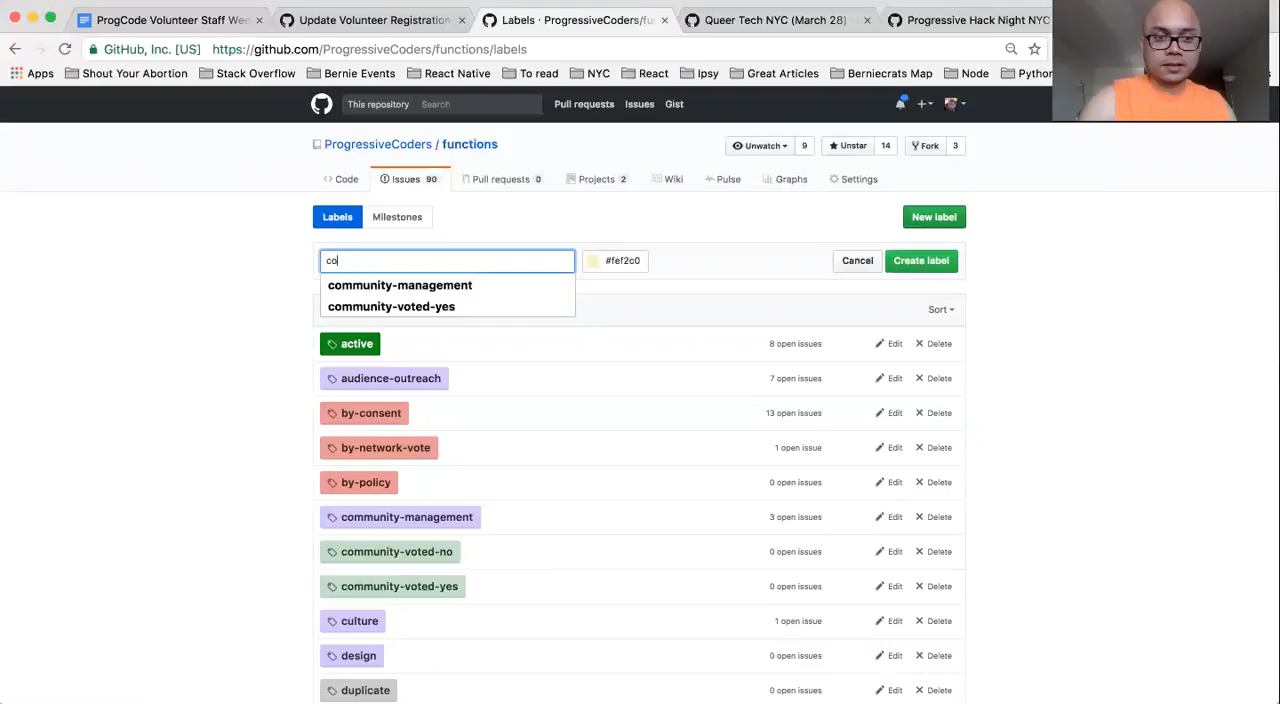 ProgCode Volunteer Staff Wee
Update Volunteer Registration
Labels · ProgressiveCoders/fu
Queer Tech NYC (March 28)
Progressive Hack Night NYC
GitHub, Inc. [US] https://github.com/ProgressiveCoders/functions/labels
Apps Shout Your Abortion Stack Overflow Bernie Events React Native To read NYC React Ipsy Great Articles Berniecrats Map Node Python
This repository Search Pull requests Issues Gist
ProgressiveCoders / functions Unwatch 9 Unstar 14 Fork 3
Code Issues 90 Pull requests 0 Projects 2 Wiki Pulse Graphs Settings
Labels Milestones New label
co #fef2c0 Cancel Create label
community-management
community-voted-yes
Sort
active 8 open issues Edit Delete
audience-outreach 7 open issues Edit Delete
by-consent 13 open issues Edit Delete
by-network-vote 1 open issue Edit Delete
by-policy 0 open issues Edit Delete
community-management 3 open issues Edit Delete
community-voted-no 0 open issues Edit Delete
community-voted-yes 0 open issues Edit Delete
culture 1 open issue Edit Delete
design 0 open issues Edit Delete
duplicate 0 open issues Edit Delete